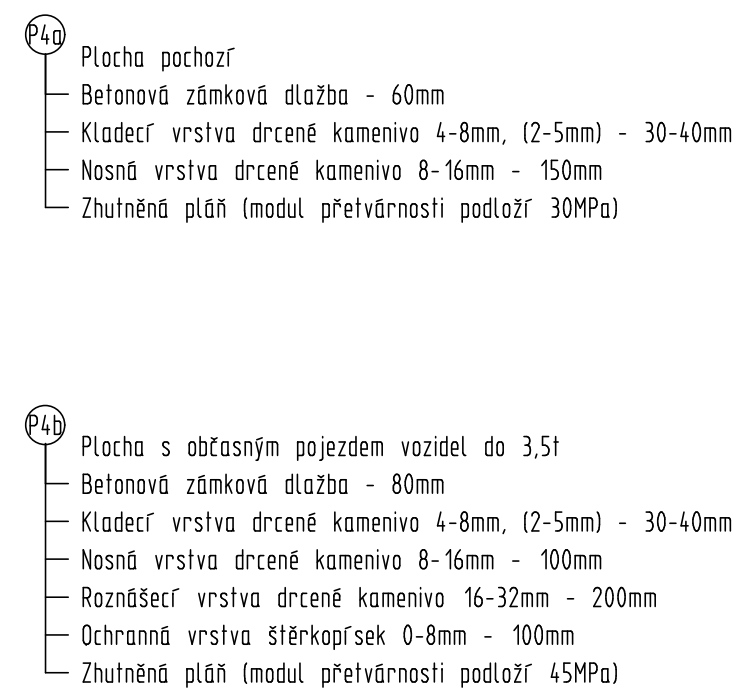 P4a
Plocha pochozí
Betonová zámková dlažba - 60mm
Kladecí vrstva drcené kamenivo 4-8mm, (2-5mm) - 30-40mm
Nosná vrstva drcené kamenivo 8-16mm - 150mm
Zhutněná pláň (modul přetvárnosti podloží 30MPa)
P4b
Plocha s občasným pojezdem vozidel do 3,5t
Betonová zámková dlažba - 80mm
Kladecí vrstva drcené kamenivo 4-8mm, (2-5mm) - 30-40mm
Nosná vrstva drcené kamenivo 8-16mm - 100mm
Roznášecí vrstva drcené kamenivo 16-32mm - 200mm
Ochranná vrstva štěrkopísek 0-8mm - 100mm
Zhutněná pláň (modul přetvárnosti podloží 45MPa)